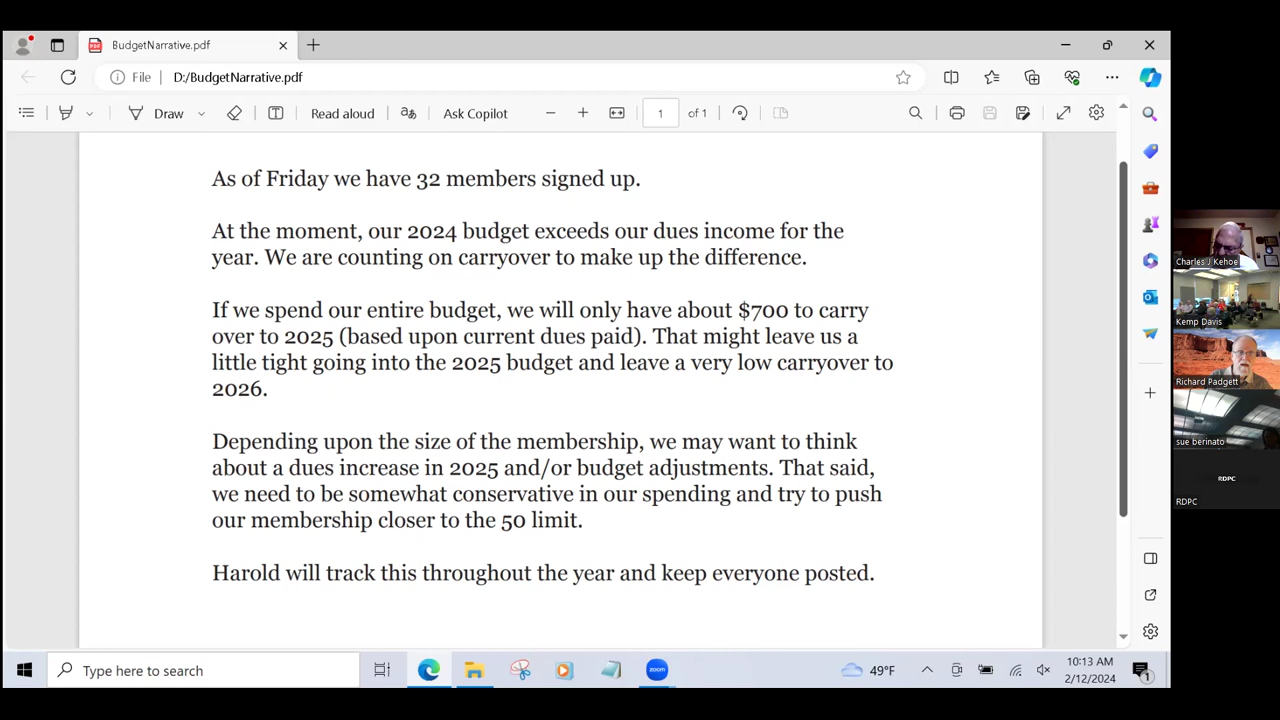 BudgetNarrative.pdf
File D:/BudgetNarrative.pdf
Draw Read aloud aあ Ask Copilot 1 of 1
As of Friday we have 32 members signed up.
At the moment, our 2024 budget exceeds our dues income for the
year. We are counting on carryover to make up the difference.
If we spend our entire budget, we will only have about $700 to carry
over to 2025 (based upon current dues paid). That might leave us a
little tight going into the 2025 budget and leave a very low carryover to
2026.
Depending upon the size of the membership, we may want to think
about a dues increase in 2025 and/or budget adjustments. That said,
we need to be somewhat conservative in our spending and try to push
our membership closer to the 50 limit.
Harold will track this throughout the year and keep everyone posted.
Charles J Kehoe
Kemp Davis
Richard Padgett
sue berinato
RDPC
RDPC
Type here to search
zoom
49°F
10:13 AM
2/12/2024
1